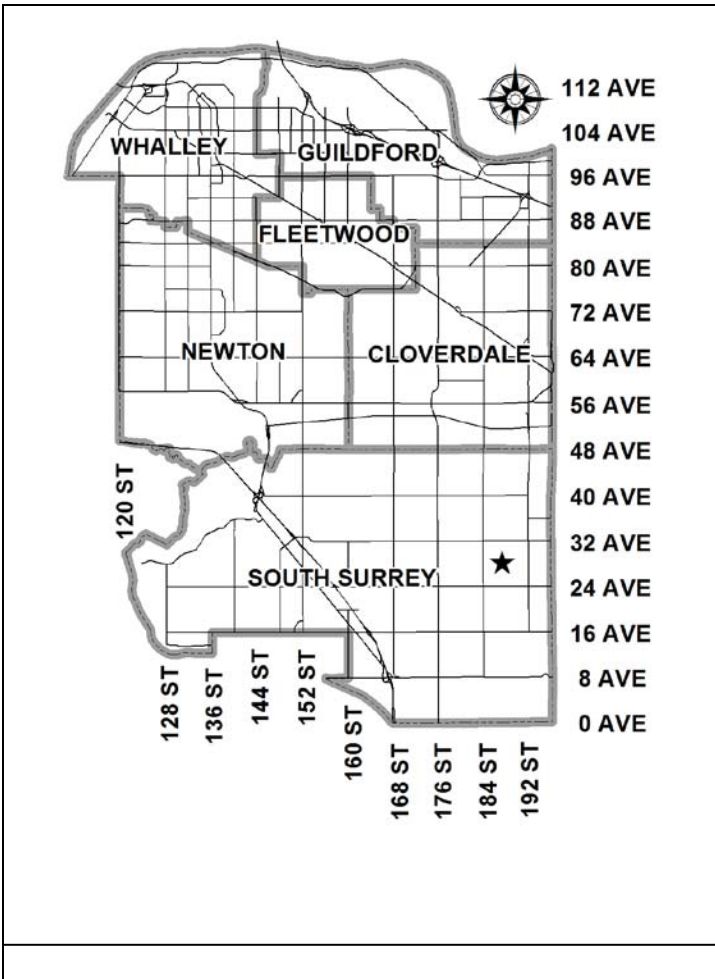 112 AVE
104 AVE
WHALLEY
GUILDFORD
96 AVE
88 AVE
FLEETWOOD
80 AVE
72 AVE
NEWTON
CLOVERDALE
64 AVE
56 AVE
48 AVE
120 ST
40 AVE
32 AVE
SOUTH SURREY
24 AVE
16 AVE
8 AVE
0 AVE
128 ST
136 ST
144 ST
152 ST
160 ST
168 ST
176 ST
184 ST
192 ST